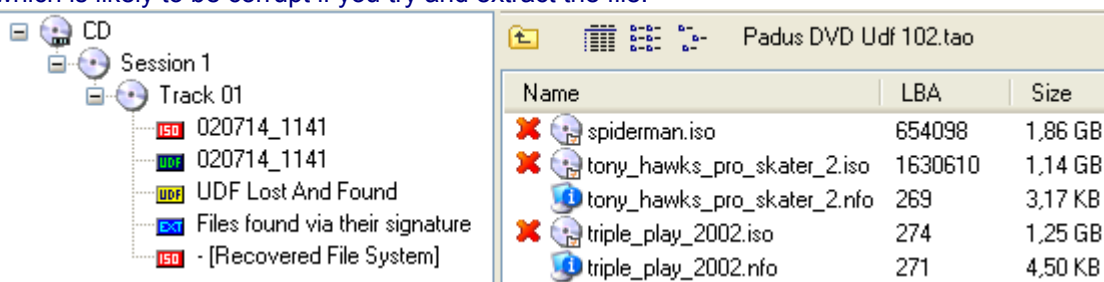 which is likely to be corrupt if you try and extract the file.
CD
Session 1
Track 01
ISO 020714_1141
UDF 020714_1141
UDF UDF Lost And Found
EXT Files found via their signature
ISO - [Recovered File System]
Padus DVD Udf 102.tao
Name LBA Size
spiderman.iso 654098 1,86 GB
tony_hawks_pro_skater_2.iso 1630610 1,14 GB
tony_hawks_pro_skater_2.nfo 269 3,17 KB
triple_play_2002.iso 274 1,25 GB
triple_play_2002.nfo 271 4,50 KB